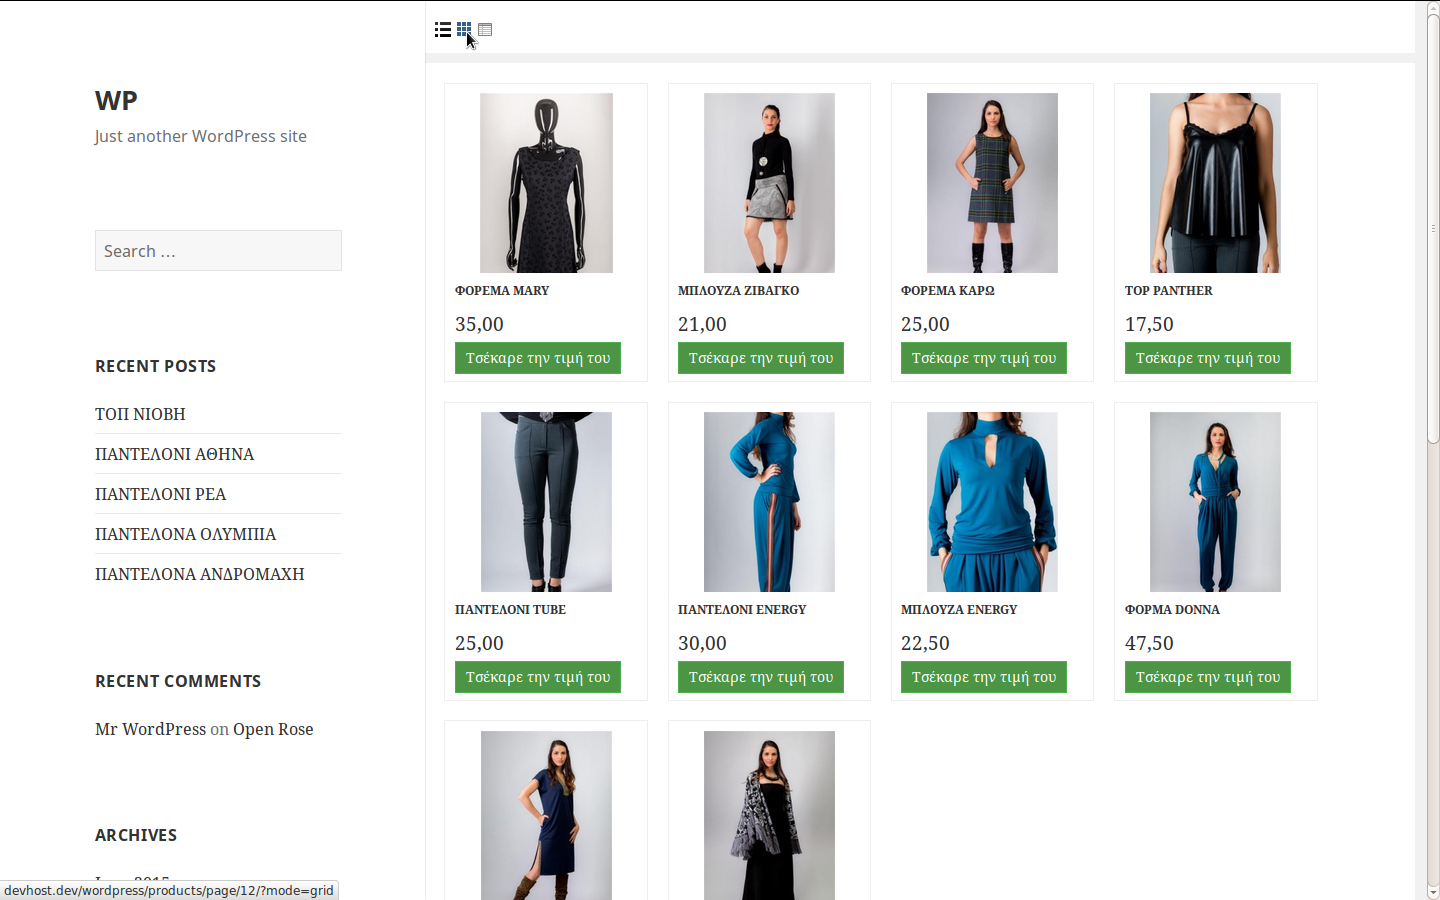 WP
Just another WordPress site
Search …
RECENT POSTS
ΤΟΠ ΝΙΟΒΗ
ΠΑΝΤΕΛΟΝΙ ΑΘΗΝΑ
ΠΑΝΤΕΛΟΝΙ ΡΕΑ
ΠΑΝΤΕΛΟΝΑ ΟΛΥΜΠΙΑ
ΠΑΝΤΕΛΟΝΑ ΑΝΔΡΟΜΑΧΗ
RECENT COMMENTS
Mr WordPress on Open Rose
ARCHIVES
devhost.dev/wordpress/products/page/12/?mode=grid
ΦΟΡΕΜΑ MARY
35,00
Τσέκαρε την τιμή του
ΜΠΛΟΥΖΑ ΖΙΒΑΓΚΟ
21,00
Τσέκαρε την τιμή του
ΦΟΡΕΜΑ ΚΑΡΩ
25,00
Τσέκαρε την τιμή του
TOP PANTHER
17,50
Τσέκαρε την τιμή του
ΠΑΝΤΕΛΟΝΙ TUBE
25,00
Τσέκαρε την τιμή του
ΠΑΝΤΕΛΟΝΙ ENERGY
30,00
Τσέκαρε την τιμή του
ΜΠΛΟΥΖΑ ENERGY
22,50
Τσέκαρε την τιμή του
ΦΟΡΜΑ DONNA
47,50
Τσέκαρε την τιμή του